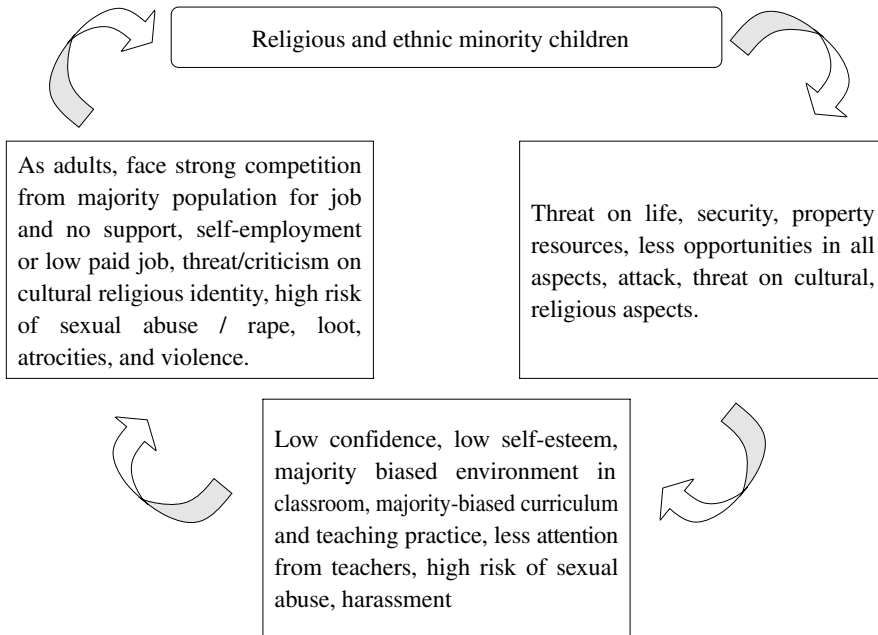 Religious and ethnic minority children
As adults, face strong competition
from majority population for job
and no support, self-employment
or low paid job, threat/criticism on
cultural religious identity, high risk
of sexual abuse / rape, loot,
atrocities, and violence.
Threat on life, security, property
resources, less opportunities in all
aspects, attack, threat on cultural,
religious aspects.
Low confidence, low self-esteem,
majority biased environment in
classroom, majority-biased curriculum
and teaching practice, less attention
from teachers, high risk of sexual
abuse, harassment